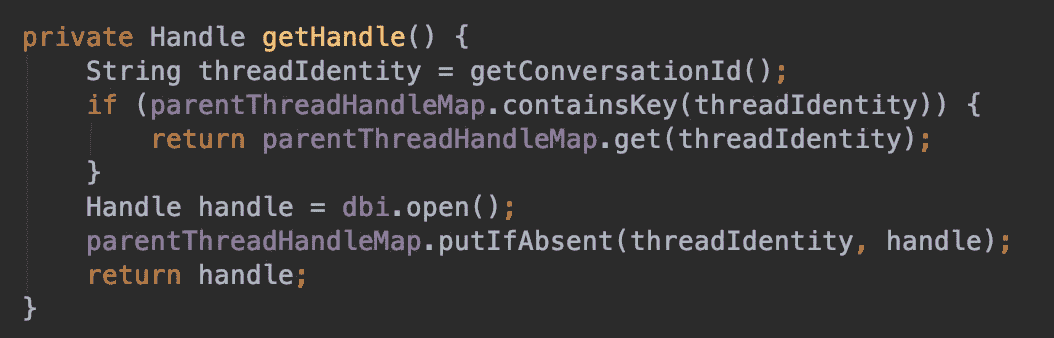 private Handle getHandle() {
    String threadIdentity = getConversationId();
    if (parentThreadHandleMap.containsKey(threadIdentity)) {
        return parentThreadHandleMap.get(threadIdentity);
    }
    Handle handle = dbi.open();
    parentThreadHandleMap.putIfAbsent(threadIdentity, handle);
    return handle;
}